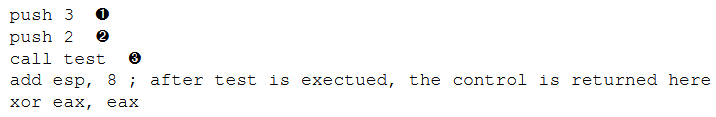 push 3 ❶
push 2 ❷
call test ❸
add esp, 8 ; after test is exectued, the control is returned here
xor eax, eax